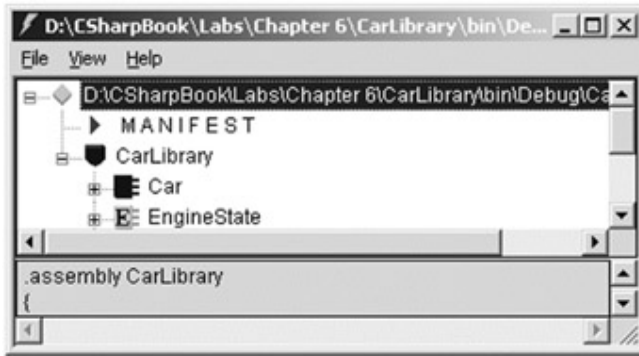 D:\CSharpBook\Labs\Chapter 6\CarLibrary\bin\De...
File View Help
D:\CSharpBook\Labs\Chapter 6\CarLibrary\bin\Debug\Ca
MANIFEST
CarLibrary
Car
E EngineState
.assembly CarLibrary
{